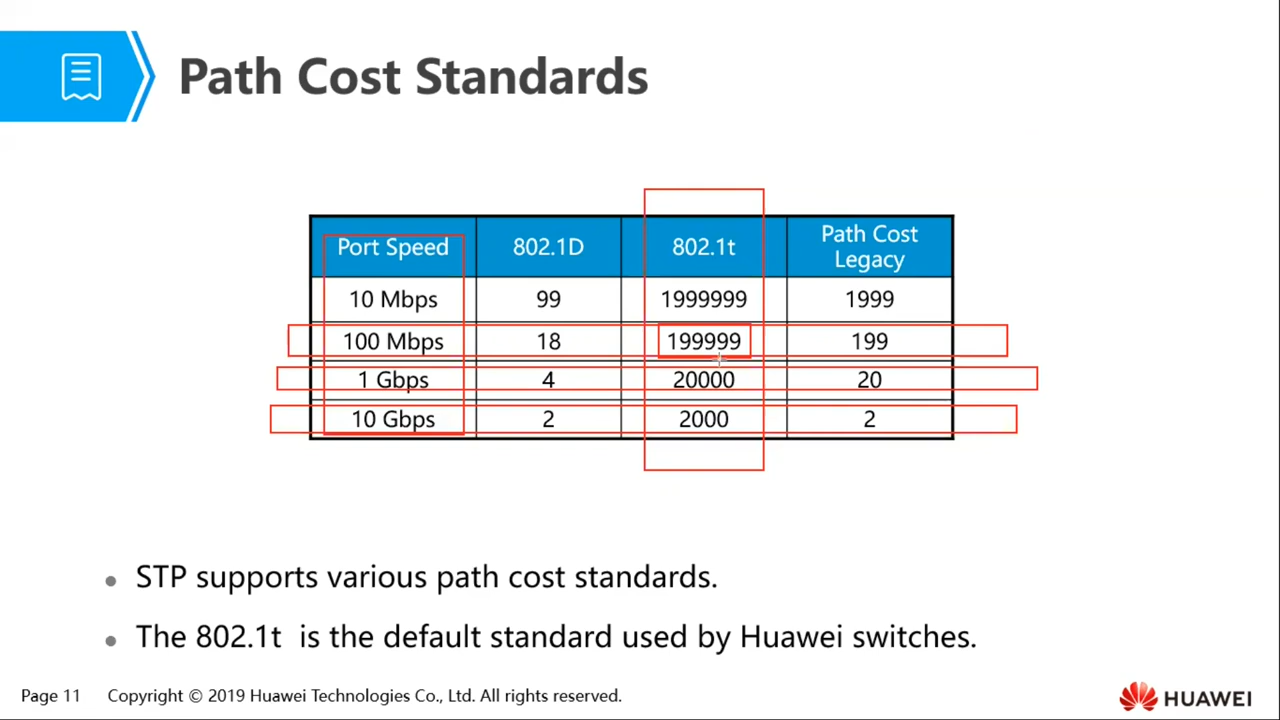 Path Cost Standards
Port Speed 802.1D 802.1t Path Cost Legacy
10 Mbps 99 1999999 1999
100 Mbps 18 199999 199
1 Gbps 4 20000 20
10 Gbps 2 2000 2
STP supports various path cost standards.
The 802.1t is the default standard used by Huawei switches.
Page 11 Copyright © 2019 Huawei Technologies Co., Ltd. All rights reserved.
HUAWEI